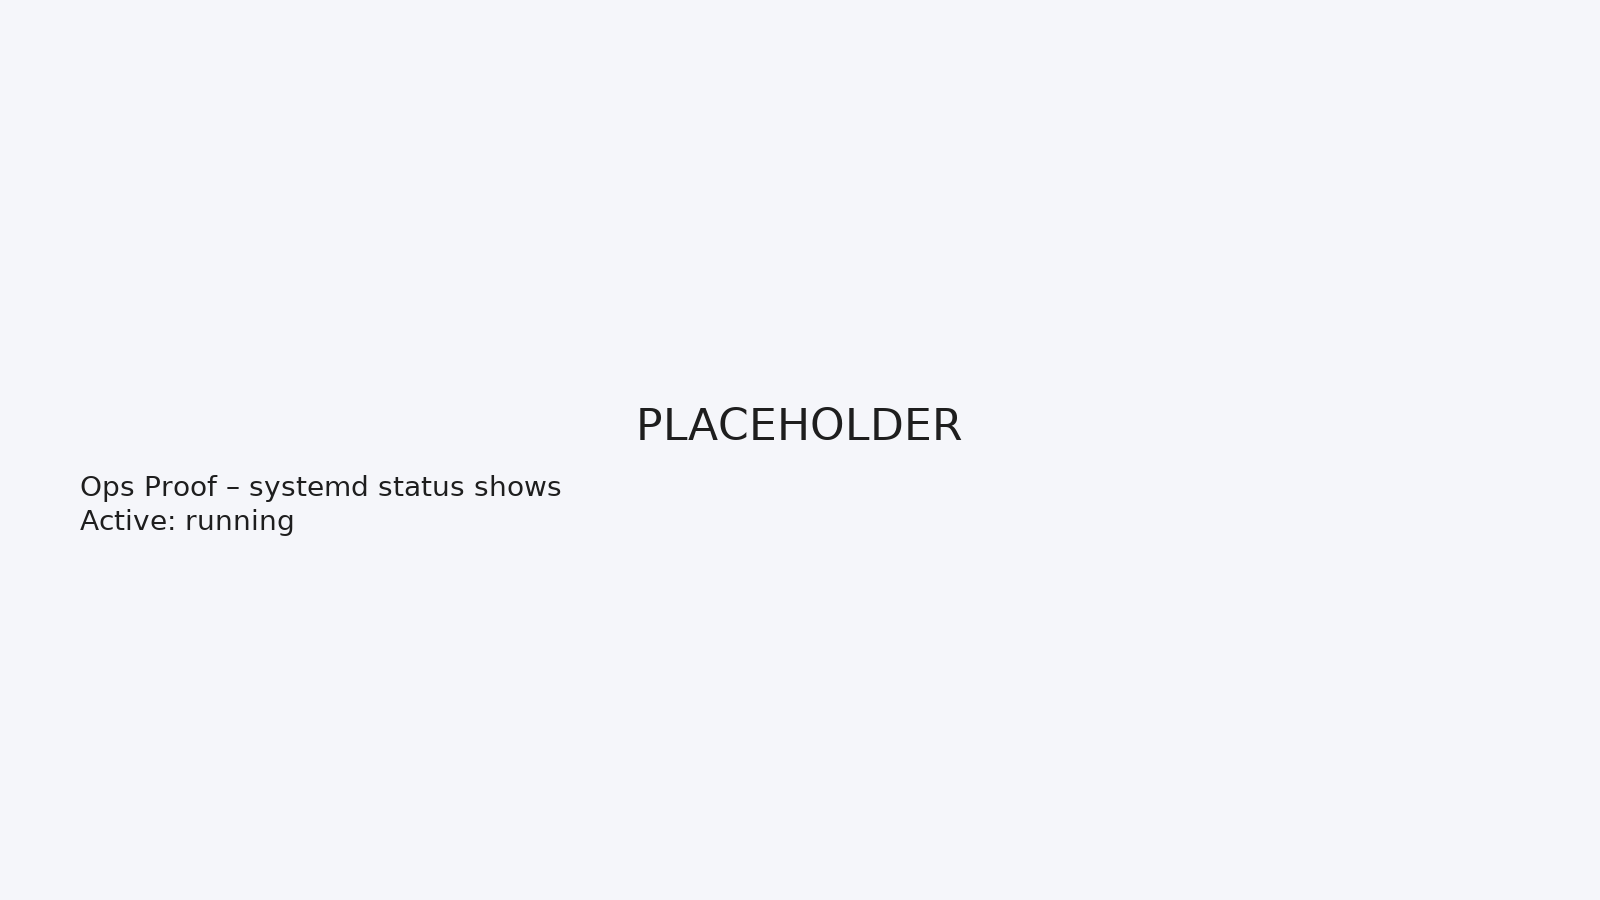 PLACEHOLDER
Ops Proof – systemd status shows
Active: running